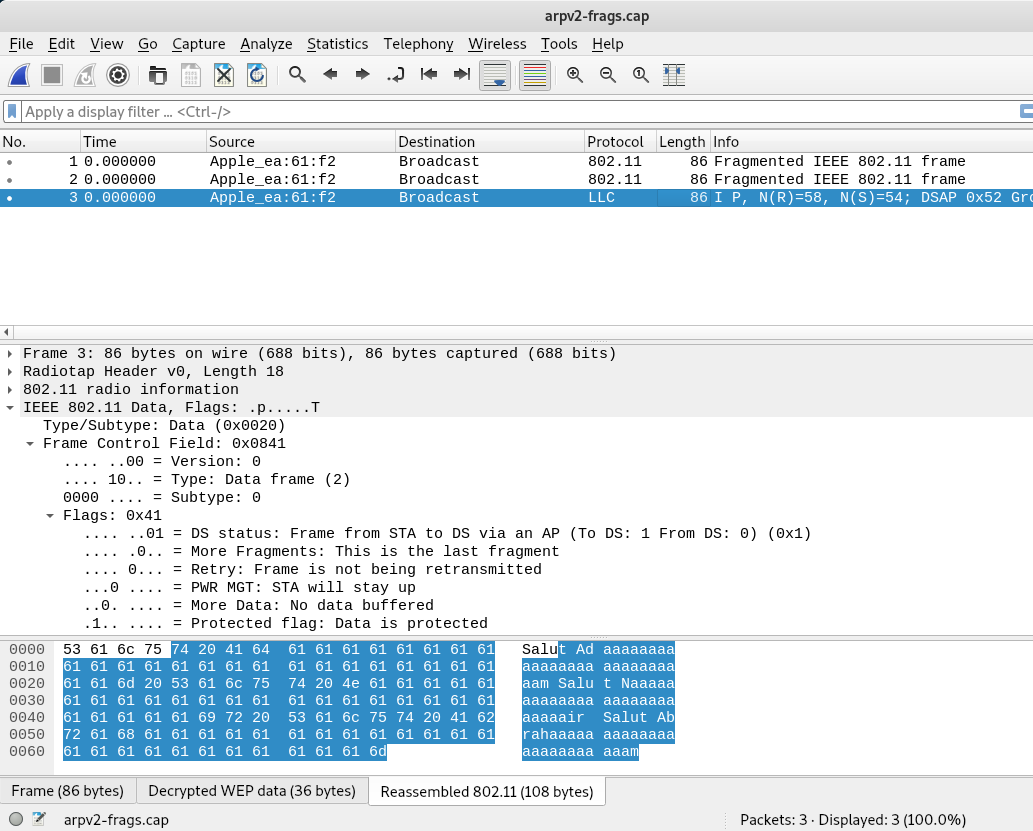 arpv2-frags.cap
File Edit View Go Capture Analyze Statistics Telephony Wireless Tools Help
Apply a display filter ... <Ctrl-/>
No. Time Source Destination Protocol Length Info
1 0.000000 Apple_ea:61:f2 Broadcast 802.11 86 Fragmented IEEE 802.11 frame
2 0.000000 Apple_ea:61:f2 Broadcast 802.11 86 Fragmented IEEE 802.11 frame
3 0.000000 Apple_ea:61:f2 Broadcast LLC 86 I P, N(R)=58, N(S)=54; DSAP 0x52 Gro
Frame 3: 86 bytes on wire (688 bits), 86 bytes captured (688 bits)
Radiotap Header v0, Length 18
802.11 radio information
IEEE 802.11 Data, Flags: .p.....T
Type/Subtype: Data (0x0020)
Frame Control Field: 0x0841
.... ..00 = Version: 0
.... 10.. = Type: Data frame (2)
0000 .... = Subtype: 0
Flags: 0x41
.... ..01 = DS status: Frame from STA to DS via an AP (To DS: 1 From DS: 0) (0x1)
.... .0.. = More Fragments: This is the last fragment
.... 0... = Retry: Frame is not being retransmitted
...0 .... = PWR MGT: STA will stay up
..0. .... = More Data: No data buffered
.1.. .... = Protected flag: Data is protected
0000 53 61 6c 75 74 20 41 64 61 61 61 61 61 61 61 61 Salut Ad aaaaaaaa
0010 61 61 61 61 61 61 61 61 61 61 61 61 61 61 61 61 aaaaaaaa aaaaaaaa
0020 61 61 6d 20 53 61 6c 75 74 20 4e 61 61 61 61 61 aam Salu t Naaaaa
0030 61 61 61 61 61 61 61 61 61 61 61 61 61 61 61 61 aaaaaaaa aaaaaaaa
0040 61 61 61 61 61 69 72 20 53 61 6c 75 74 20 41 62 aaaaair Salut Ab
0050 72 61 68 61 61 61 61 61 61 61 61 61 61 61 61 61 rahaaaaa aaaaaaaa
0060 61 61 61 61 61 61 61 61 61 61 61 6d aaaaaaaa aaam
Frame (86 bytes) Decrypted WEP data (36 bytes) Reassembled 802.11 (108 bytes)
arpv2-frags.cap Packets: 3 · Displayed: 3 (100.0%)